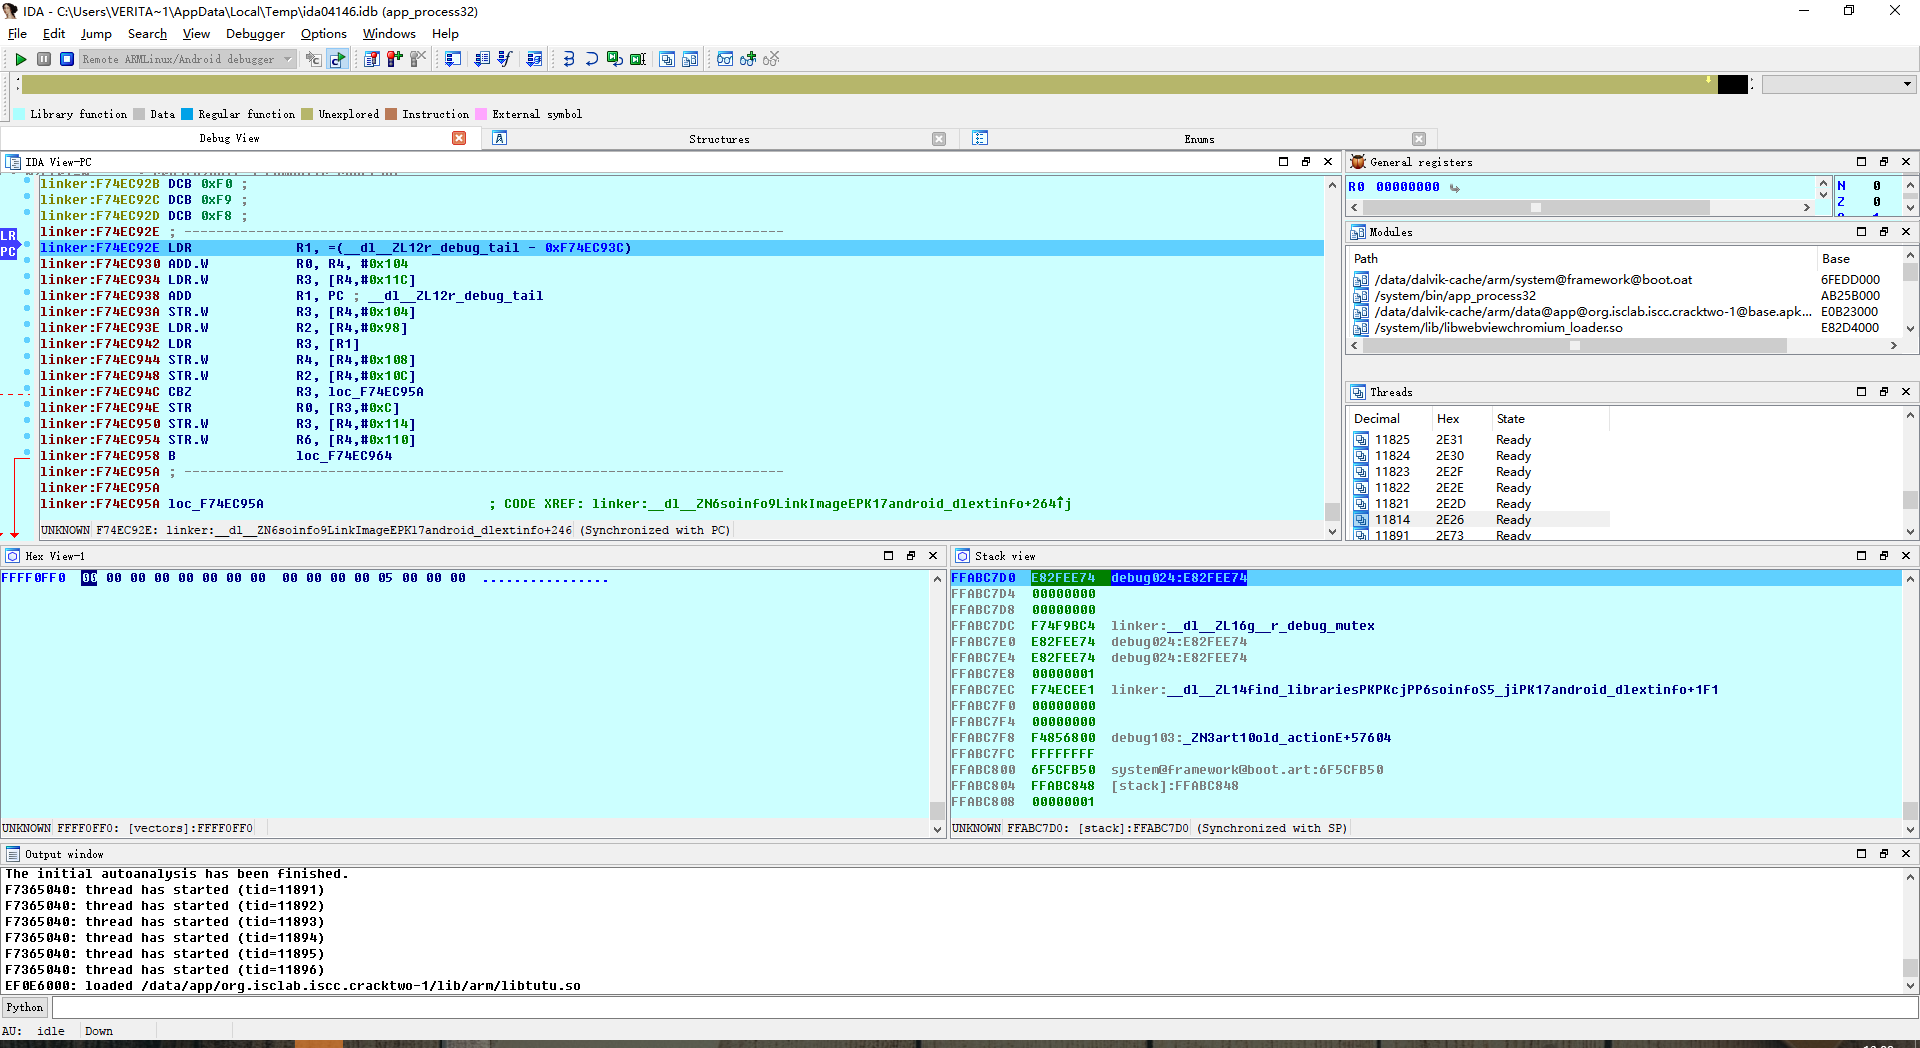 IDA - C:\Users\VERITA~1\AppData\Local\Temp\ida04146.idb (app_process32)
File Edit Jump Search View Debugger Options Windows Help
Remote ARMLinux/Android debugger
Library function Data Regular function Unexplored Instruction External symbol
Debug View Structures Enums
IDA View-PC
linker:F74EC92B DCB 0xF0 ;
linker:F74EC92C DCB 0xF9 ;
linker:F74EC92D DCB 0xF8 ;
linker:F74EC92E ; ---------------------------------------------------------------------------
LR
PC
linker:F74EC92E LDR R1, =(__dl__ZL12r_debug_tail - 0xF74EC93C)
linker:F74EC930 ADD.W R0, R4, #0x104
linker:F74EC934 LDR.W R3, [R4,#0x11C]
linker:F74EC938 ADD R1, PC ; __dl__ZL12r_debug_tail
linker:F74EC93A STR.W R3, [R4,#0x104]
linker:F74EC93E LDR.W R2, [R4,#0x98]
linker:F74EC942 LDR R3, [R1]
linker:F74EC944 STR.W R4, [R4,#0x108]
linker:F74EC948 STR.W R2, [R4,#0x10C]
linker:F74EC94C CBZ R3, loc_F74EC95A
linker:F74EC94E STR R0, [R3,#0xC]
linker:F74EC950 STR.W R3, [R4,#0x114]
linker:F74EC954 STR.W R6, [R4,#0x110]
linker:F74EC958 B loc_F74EC964
linker:F74EC95A ; ---------------------------------------------------------------------------
linker:F74EC95A
linker:F74EC95A loc_F74EC95A ; CODE XREF: linker:__dl__ZN6soinfo9LinkImageEPK17android_dlextinfo+264↑j
UNKNOWN F74EC92E: linker:__dl__ZN6soinfo9LinkImageEPK17android_dlextinfo+246 (Synchronized with PC)
General registers
R0 00000000
N 0
Z 0
Modules
Path Base
/data/dalvik-cache/arm/system@framework@boot.oat 6FEDD000
/system/bin/app_process32 AB25B000
/data/dalvik-cache/arm/data@app@org.isclab.iscc.cracktwo-1@base.apk... E0B23000
/system/lib/libwebviewchromium_loader.so E82D4000
Threads
Decimal Hex State
11825 2E31 Ready
11824 2E30 Ready
11823 2E2F Ready
11822 2E2E Ready
11821 2E2D Ready
11814 2E26 Ready
11891 2E73 Ready
Hex View-1
FFFF0FF0 00 00 00 00 00 00 00 00 00 00 00 00 05 00 00 00 ................
UNKNOWN FFFF0FF0: [vectors]:FFFF0FF0
Stack view
FFABC7D0 E82FEE74 debug024:E82FEE74
FFABC7D4 00000000
FFABC7D8 00000000
FFABC7DC F74F9BC4 linker:__dl__ZL16g__r_debug_mutex
FFABC7E0 E82FEE74 debug024:E82FEE74
FFABC7E4 E82FEE74 debug024:E82FEE74
FFABC7E8 00000001
FFABC7EC F74ECEE1 linker:__dl__ZL14find_librariesPKPKcjPP6soinfoS5_jiPK17android_dlextinfo+1F1
FFABC7F0 00000000
FFABC7F4 00000000
FFABC7F8 F4856800 debug103:_ZN3art10old_actionE+57604
FFABC7FC FFFFFFFF
FFABC800 6F5CFB50 system@framework@boot.art:6F5CFB50
FFABC804 FFABC848 [stack]:FFABC848
FFABC808 00000001
UNKNOWN FFABC7D0: [stack]:FFABC7D0 (Synchronized with SP)
Output window
The initial autoanalysis has been finished.
F7365040: thread has started (tid=11891)
F7365040: thread has started (tid=11892)
F7365040: thread has started (tid=11893)
F7365040: thread has started (tid=11894)
F7365040: thread has started (tid=11895)
F7365040: thread has started (tid=11896)
EF0E6000: loaded /data/app/org.isclab.iscc.cracktwo-1/lib/arm/libtutu.so
Python
AU: idle Down